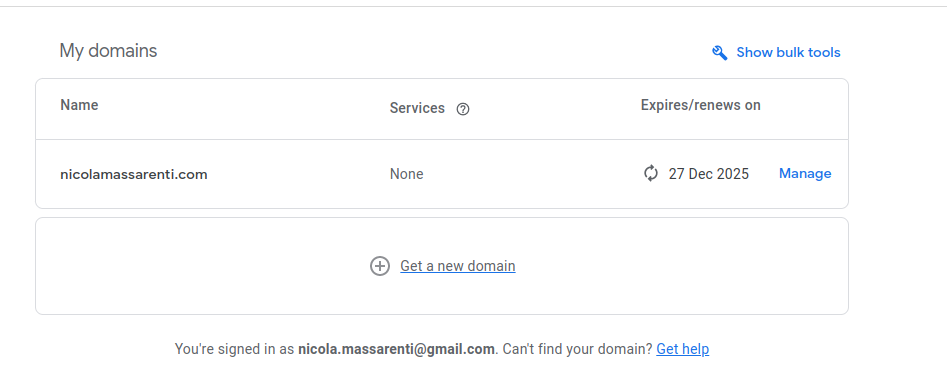 My domains
Show bulk tools
Name Services Expires/renews on
nicolamassarenti.com None 27 Dec 2025 Manage
Get a new domain
You're signed in as nicola.massarenti@gmail.com. Can't find your domain? Get help